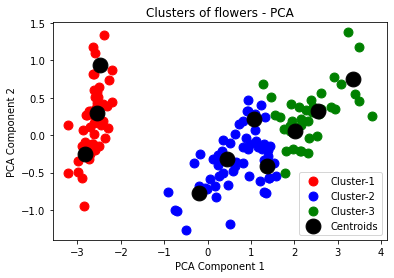 Clusters of flowers - PCA
1.5
1.0
0.5
0.0
−0.5
−1.0
PCA Component 2
Cluster-1
Cluster-2
Cluster-3
Centroids
−3 −2 −1 0 1 2 3 4
PCA Component 1